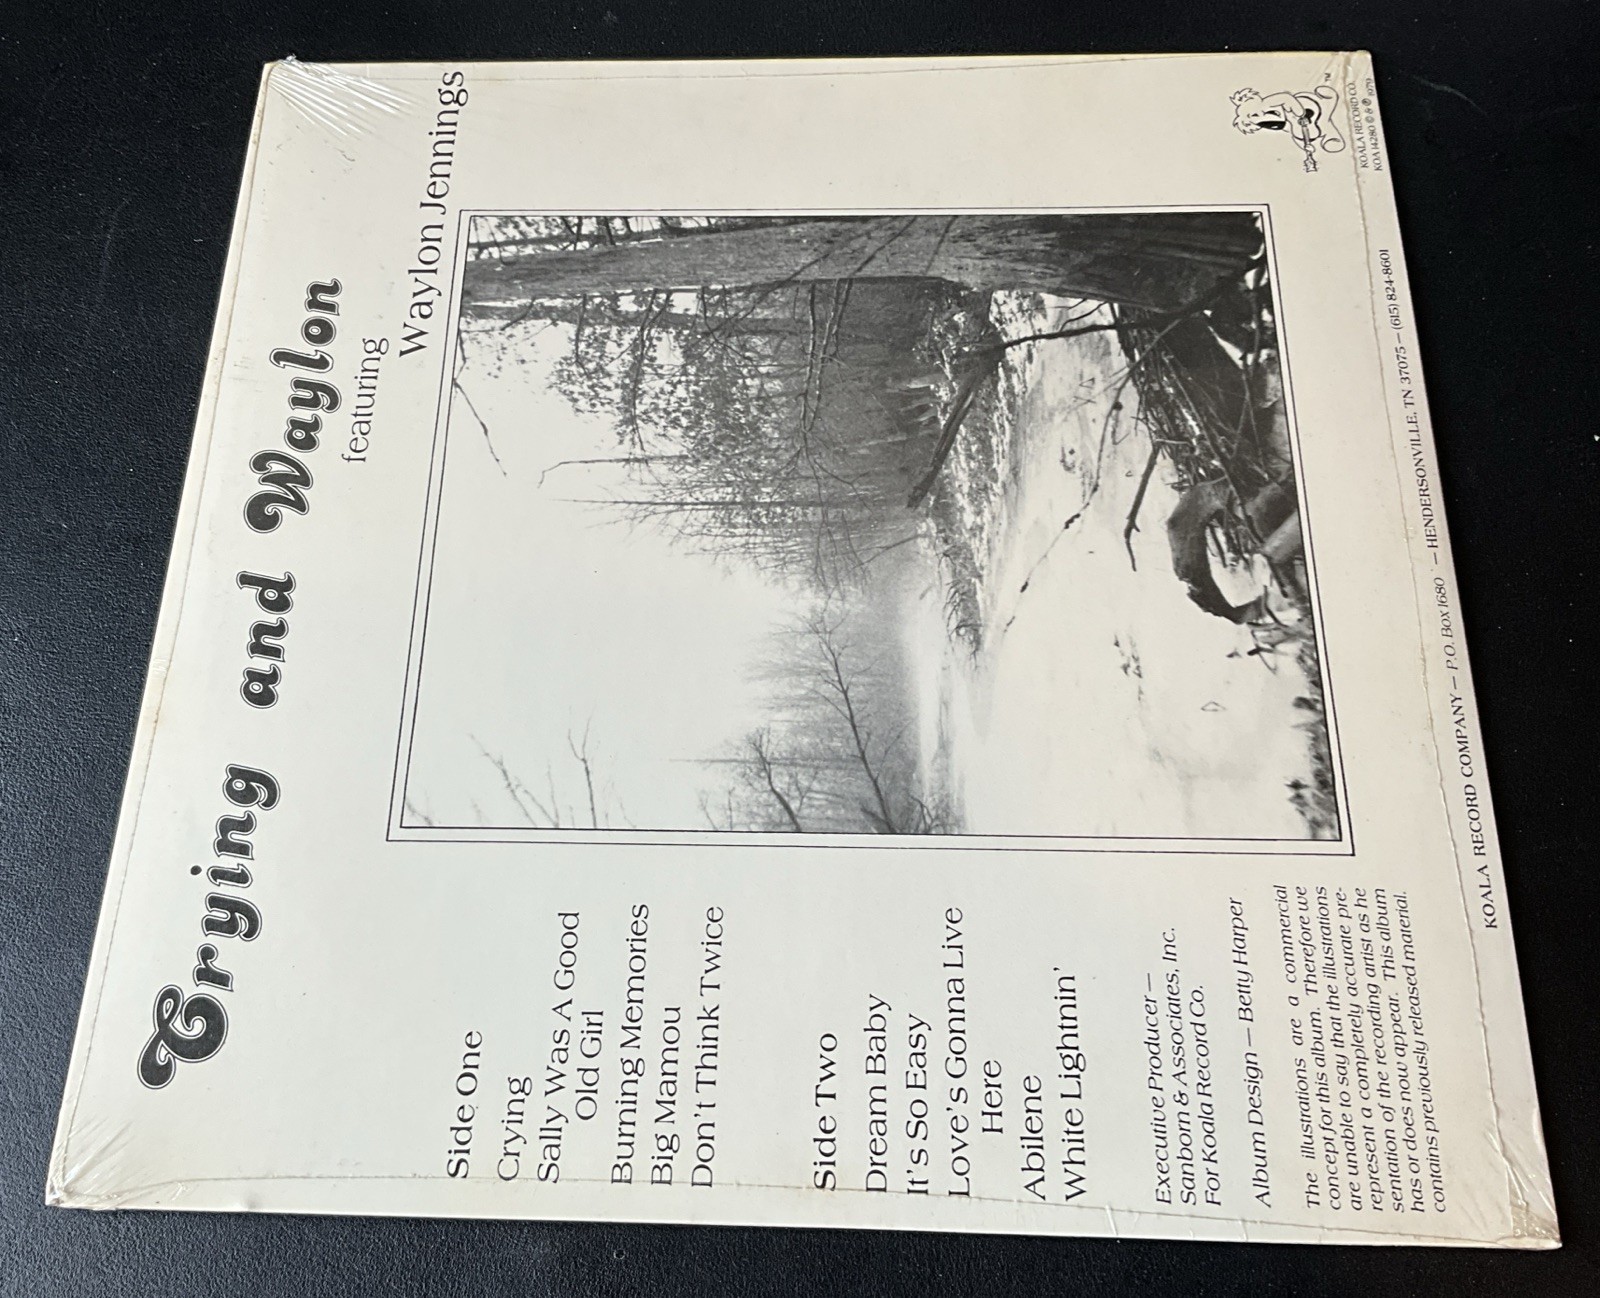 Crying and Waylon
featuring
Waylon Jennings
Side One
Crying
Sally Was A Good
Old Girl
Burning Memories
Big Mamou
Don't Think Twice
Side Two
Dream Baby
It's So Easy
Love's Gonna Live
Here
Abilene
White Lightnin'
Executive Producer —
Sanborn & Associates, Inc.
For Koala Record Co.
Album Design — Betty Harper
The illustrations are a commercial
concept for this album. Therefore we
are unable to say that the illustrations
represent a completely accurate pre-
sentation of the recording artist as he
has or does now appear. This album
contains previously released material.
KOALA RECORD COMPANY — P.O. Box 1680 — HENDERSONVILLE, TN 37075 — (615) 824-8601
TM
KOALA RECORD CO.
KOA 14280 © & ℗ 1979